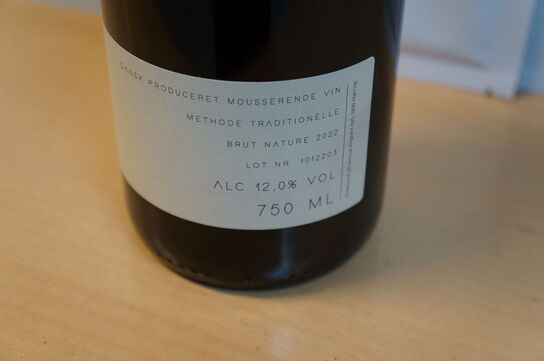 DANSK PRODUCERET MOUSSERENDE VIN
METHODE TRADITIONELLE
BRUT NATURE 2022
LOT NR. 1012203
ALC 12,0% VOL
750 ML